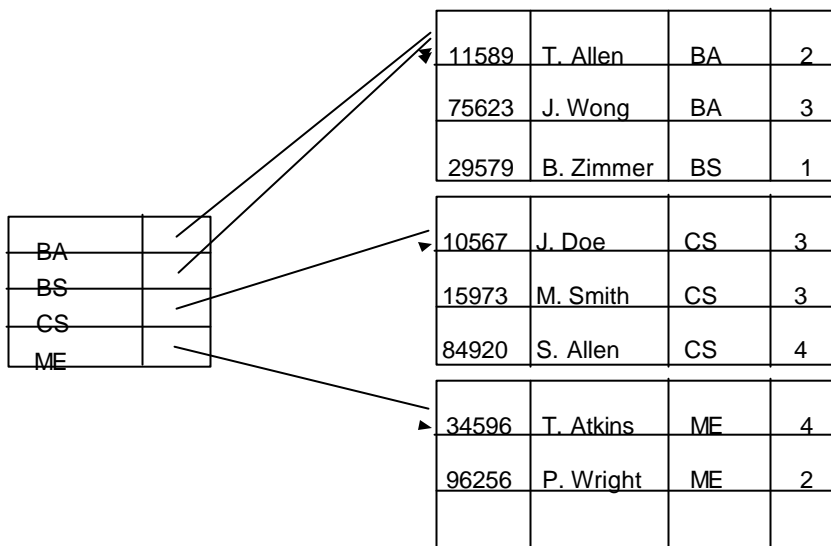 11589 T. Allen BA 2
75623 J. Wong BA 3
29579 B. Zimmer BS 1
BA
BS
CS
ME
10567 J. Doe CS 3
15973 M. Smith CS 3
84920 S. Allen CS 4
34596 T. Atkins ME 4
96256 P. Wright ME 2